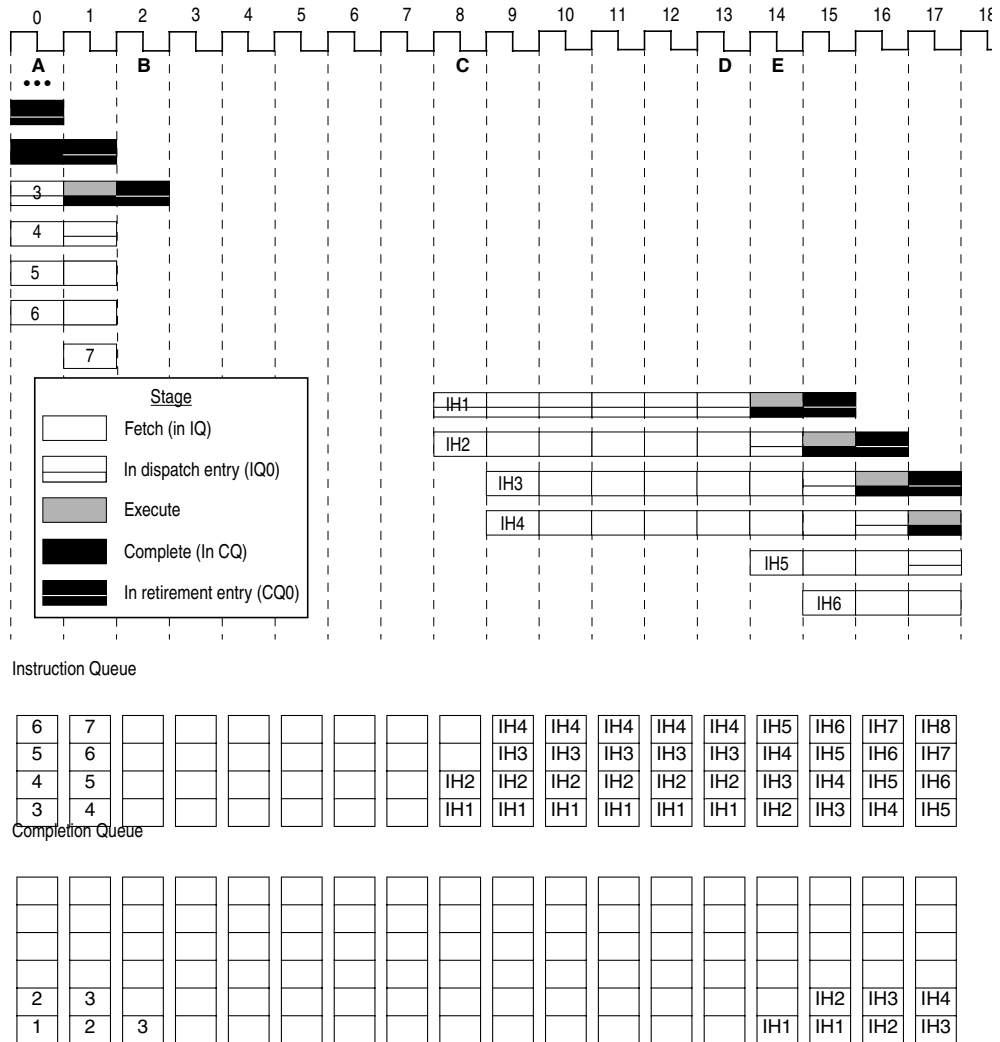 0 1 2 3 4 5 6 7 8 9 10 11 12 13 14 15 16 17 18
A B C D E
•••
3
4
5
6
7
IH1
IH2
IH3
IH4
IH5
IH6
Stage
Fetch (in IQ)
In dispatch entry (IQ0)
Execute
Complete (In CQ)
In retirement entry (CQ0)
Instruction Queue
6 7 IH4 IH4 IH4 IH4 IH4 IH5 IH6 IH7 IH8
5 6 IH3 IH3 IH3 IH3 IH3 IH4 IH5 IH6 IH7
4 5 IH2 IH2 IH2 IH2 IH2 IH2 IH3 IH4 IH5 IH6
3 4 IH1 IH1 IH1 IH1 IH1 IH1 IH2 IH3 IH4 IH5
Completion Queue
2 3 IH2 IH3 IH4
1 2 3 IH1 IH1 IH2 IH3